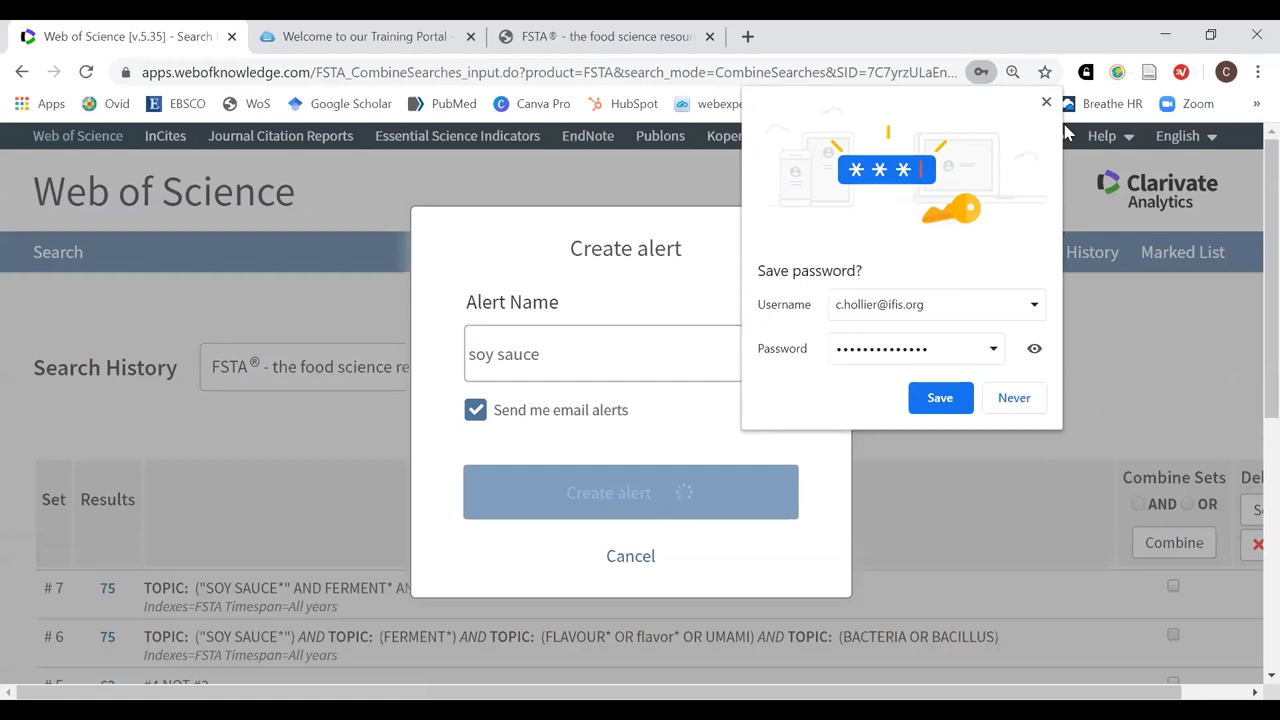 Web of Science [v.5.35] - Search
Welcome to our Training Portal -
FSTA® - the food science resour
apps.webofknowledge.com/FSTA_CombineSearches_input.do?product=FSTA&search_mode=CombineSearches&SID=7C7yrzULaEn...
C
Apps
Ovid
EBSCO
WoS
Google Scholar
PubMed
Canva Pro
HubSpot
webexpe
Breathe HR
Zoom
»
Web of Science
InCites
Journal Citation Reports
Essential Science Indicators
EndNote
Publons
Koper
Help
English
Web of Science
Clarivate
Analytics
Search
History
Marked List
Create alert
Alert Name
soy sauce
Send me email alerts
Create alert
Cancel
* * *
Save password?
Username
c.hollier@ifis.org
Password
••••••••••••••
Save
Never
Search History
FSTA® - the food science re
Set
Results
Combine Sets
AND
OR
Combine
Del
Se
# 7
75
TOPIC: ("SOY SAUCE*" AND FERMENT* AN
Indexes=FSTA Timespan=All years
# 6
75
TOPIC: ("SOY SAUCE*") AND TOPIC: (FERMENT*) AND TOPIC: (FLAVOUR* OR flavor* OR UMAMI) AND TOPIC: (BACTERIA OR BACILLUS)
Indexes=FSTA Timespan=All years